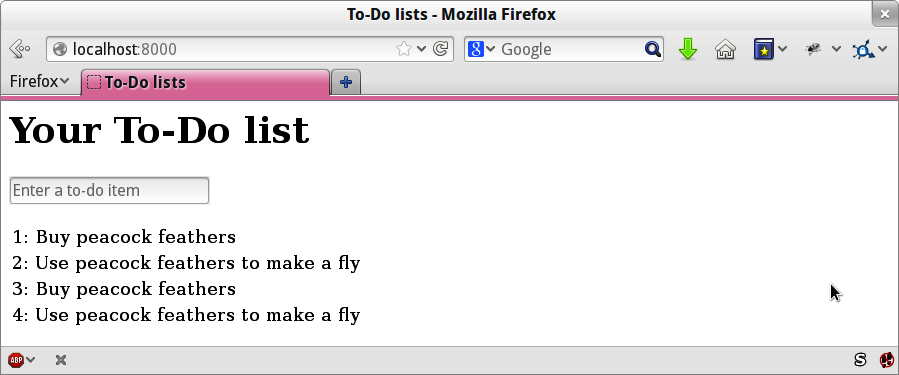 To-Do lists - Mozilla Firefox
localhost:8000
8 Google
Firefox
To-Do lists
Your To-Do list
Enter a to-do item
1: Buy peacock feathers
2: Use peacock feathers to make a fly
3: Buy peacock feathers
4: Use peacock feathers to make a fly
ABP
S